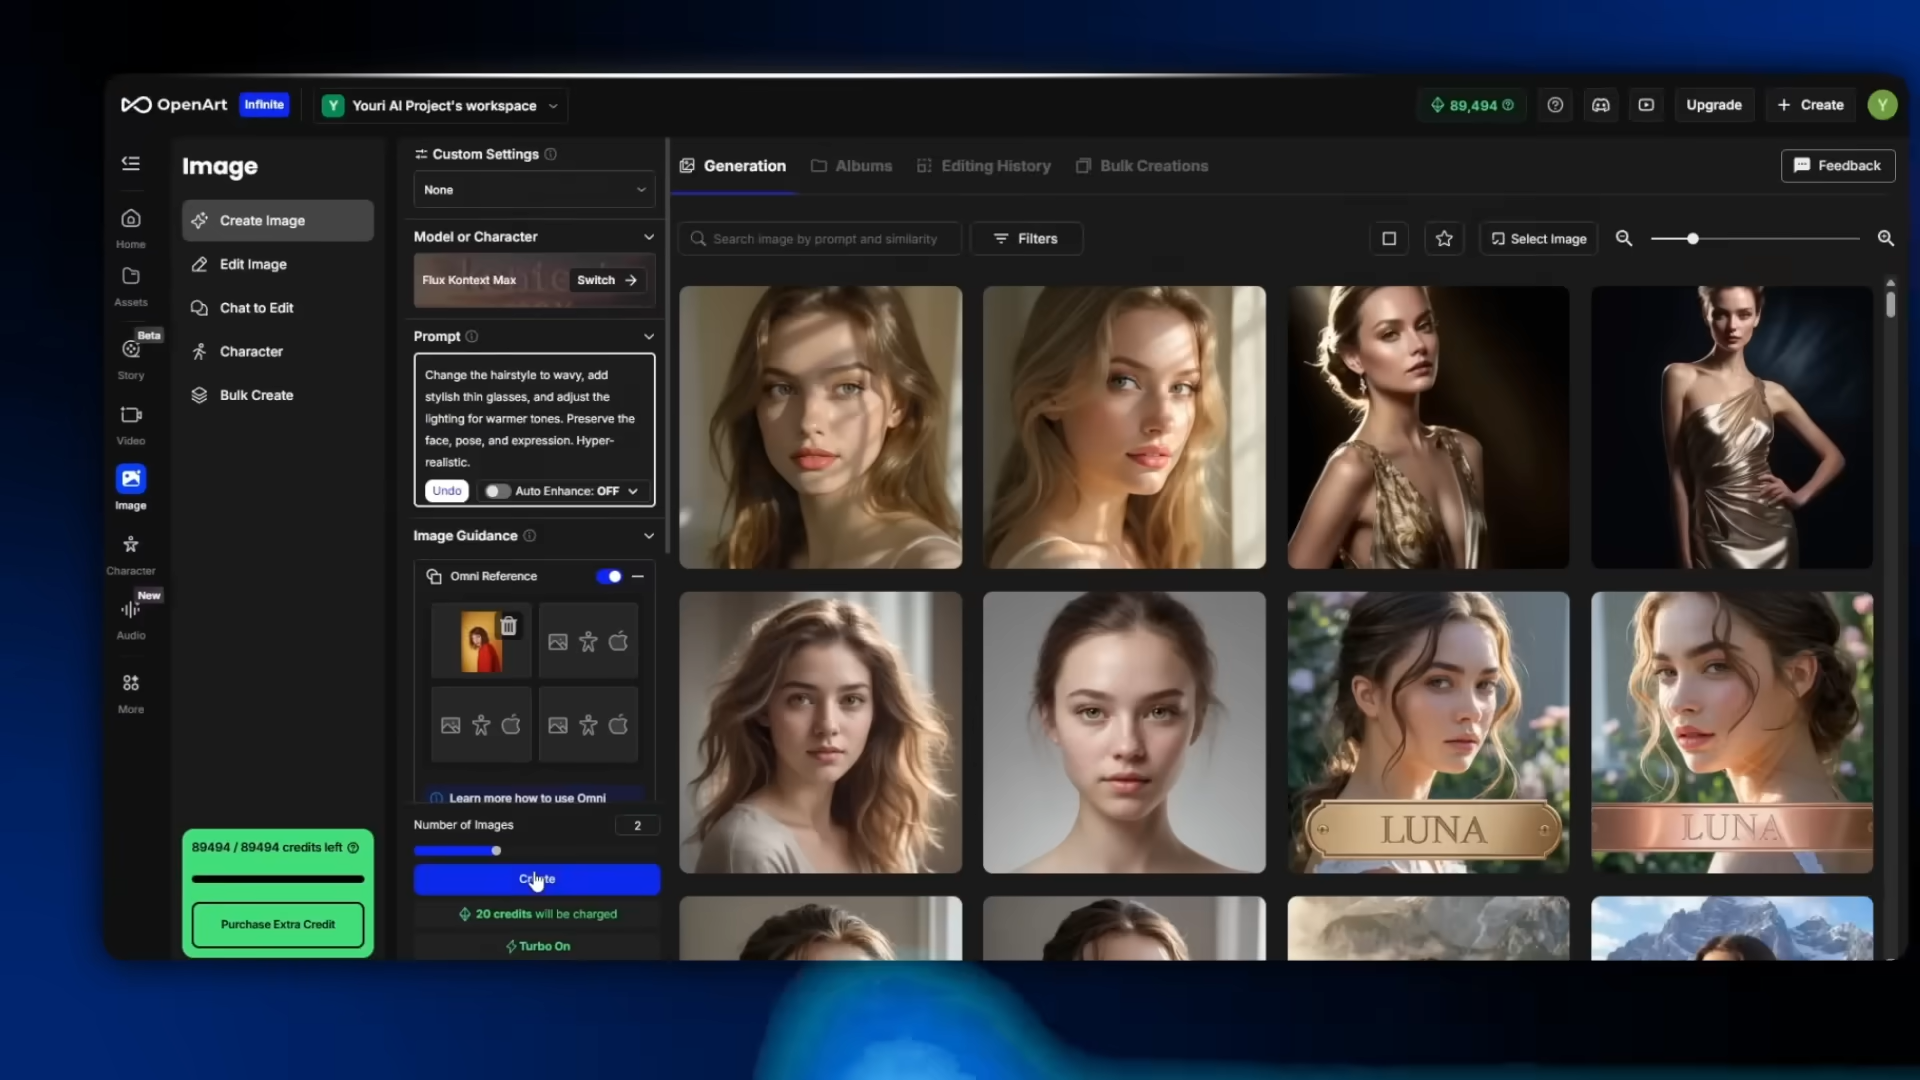 OpenArt Infinite Y Youri AI Project's workspace 89,494 Upgrade + Create Y
Image
Create Image
Edit Image
Chat to Edit
Character
Bulk Create
Home
Assets
Beta
Story
Video
Image
Character
New
Audio
More
89494 / 89494 credits left
Purchase Extra Credit
Custom Settings
None
Model or Character
Flux Kontext Max Switch
Prompt
Change the hairstyle to wavy, add
stylish thin glasses, and adjust the
lighting for warmer tones. Preserve the
face, pose, and expression. Hyper-
realistic.
Undo Auto Enhance: OFF
Image Guidance
Omni Reference
Learn more how to use Omni
Number of Images 2
Create
20 credits will be charged
Turbo On
Generation Albums Editing History Bulk Creations Feedback
Search image by prompt and similarity Filters Select Image
LUNA
LUNA